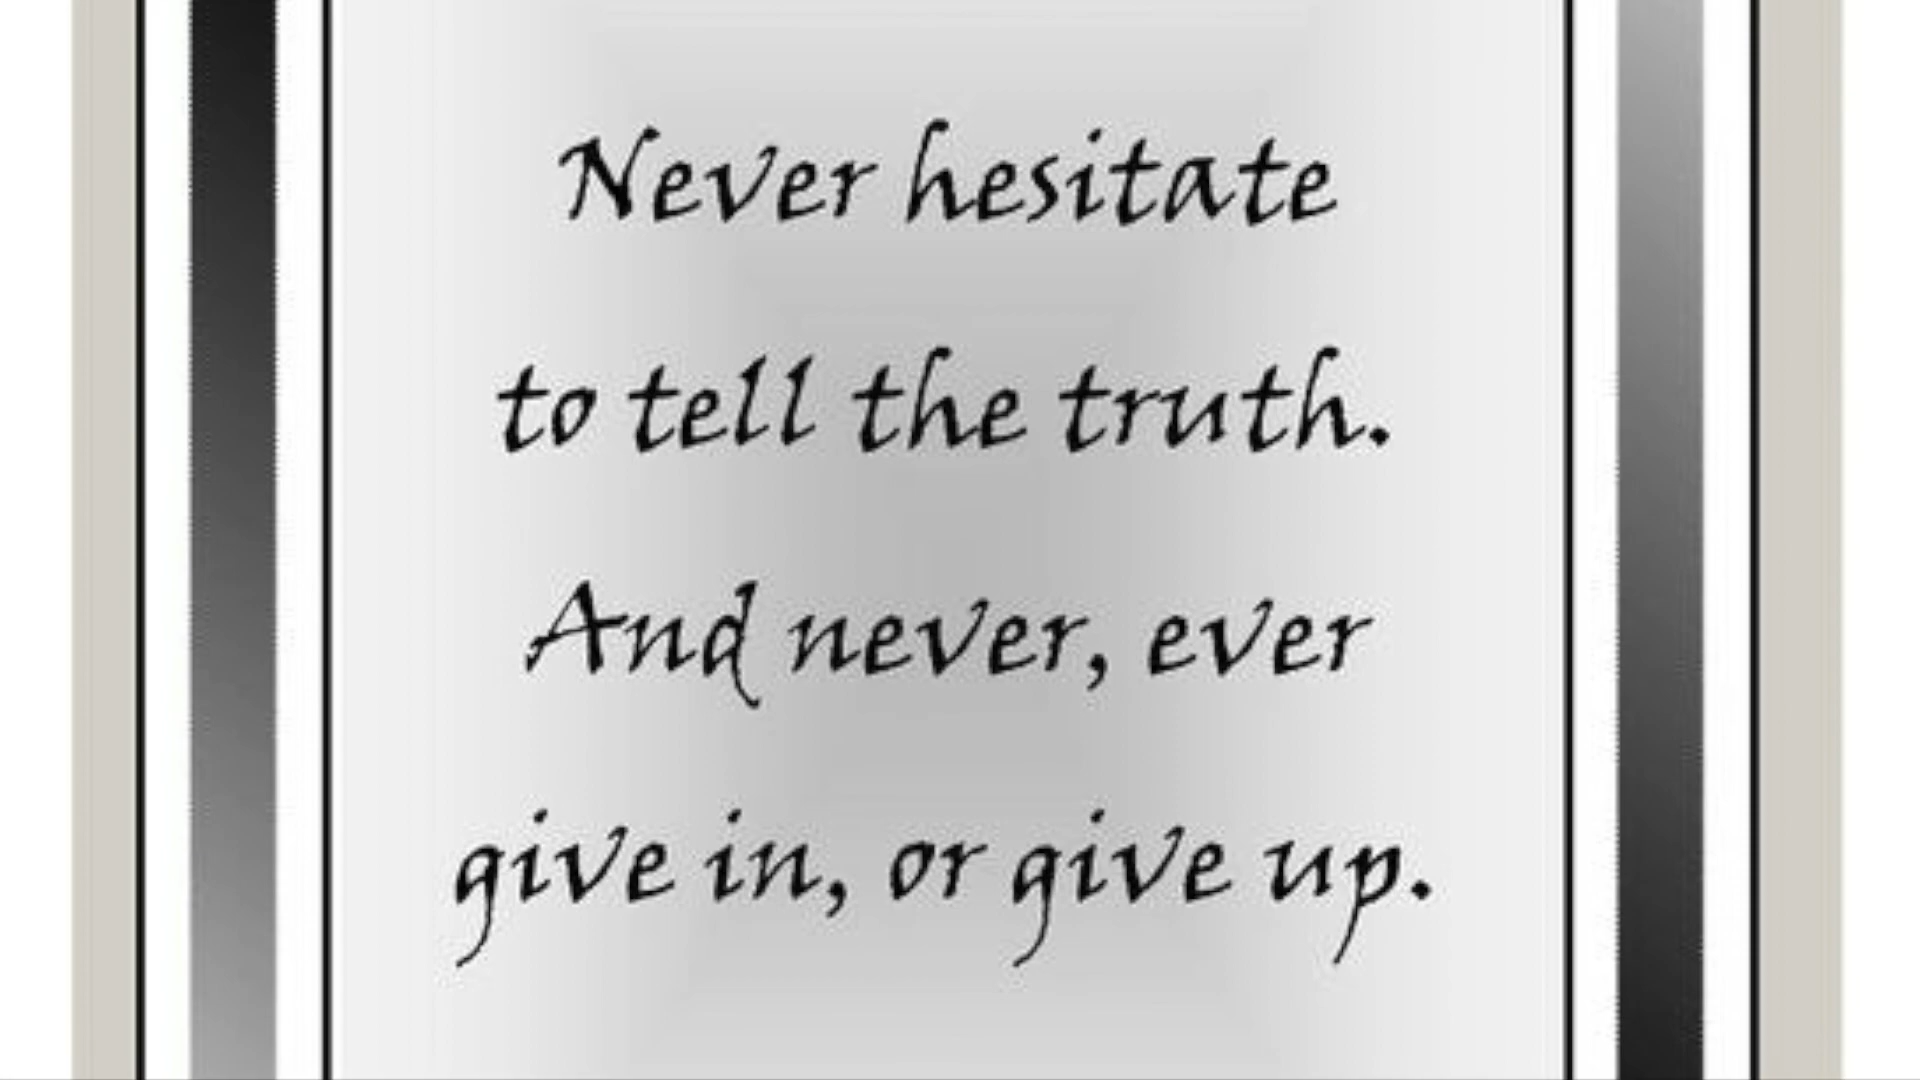 Never hesitate
to tell the truth.
And never, ever
give in, or give up.